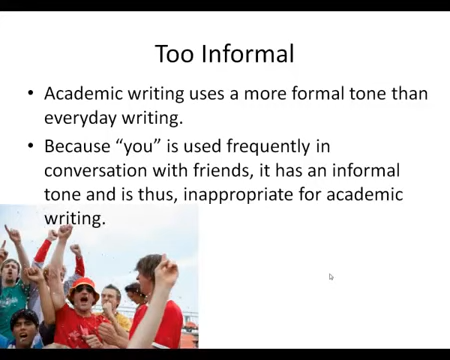 Too Informal
• Academic writing uses a more formal tone than
everyday writing.
• Because “you” is used frequently in
conversation with friends, it has an informal
tone and is thus, inappropriate for academic
writing.